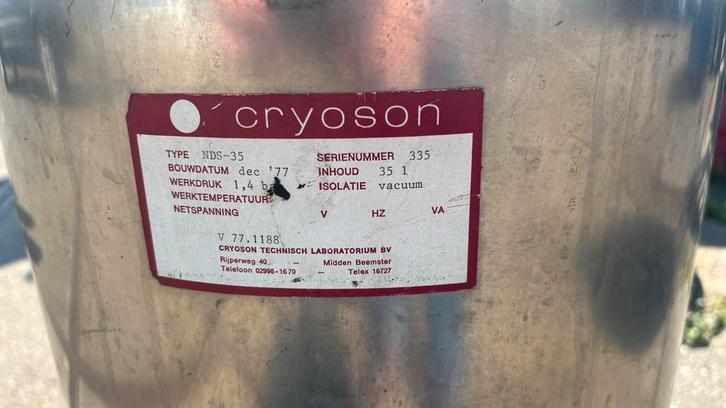 cryoson
TYPE NDS-35 SERIENUMMER 335
BOUWDATUM dec '77 INHOUD 35 l
WERKDRUK 1,4 ISOLATIE vacuum
WERKTEMPERATUUR
NETSPANNING V HZ VA
V 77.1188
CRYOSON TECHNISCH LABORATORIUM BV
Rijperweg 40 — Midden Beemster
Telefoon 02998-1670 — Telex 16727